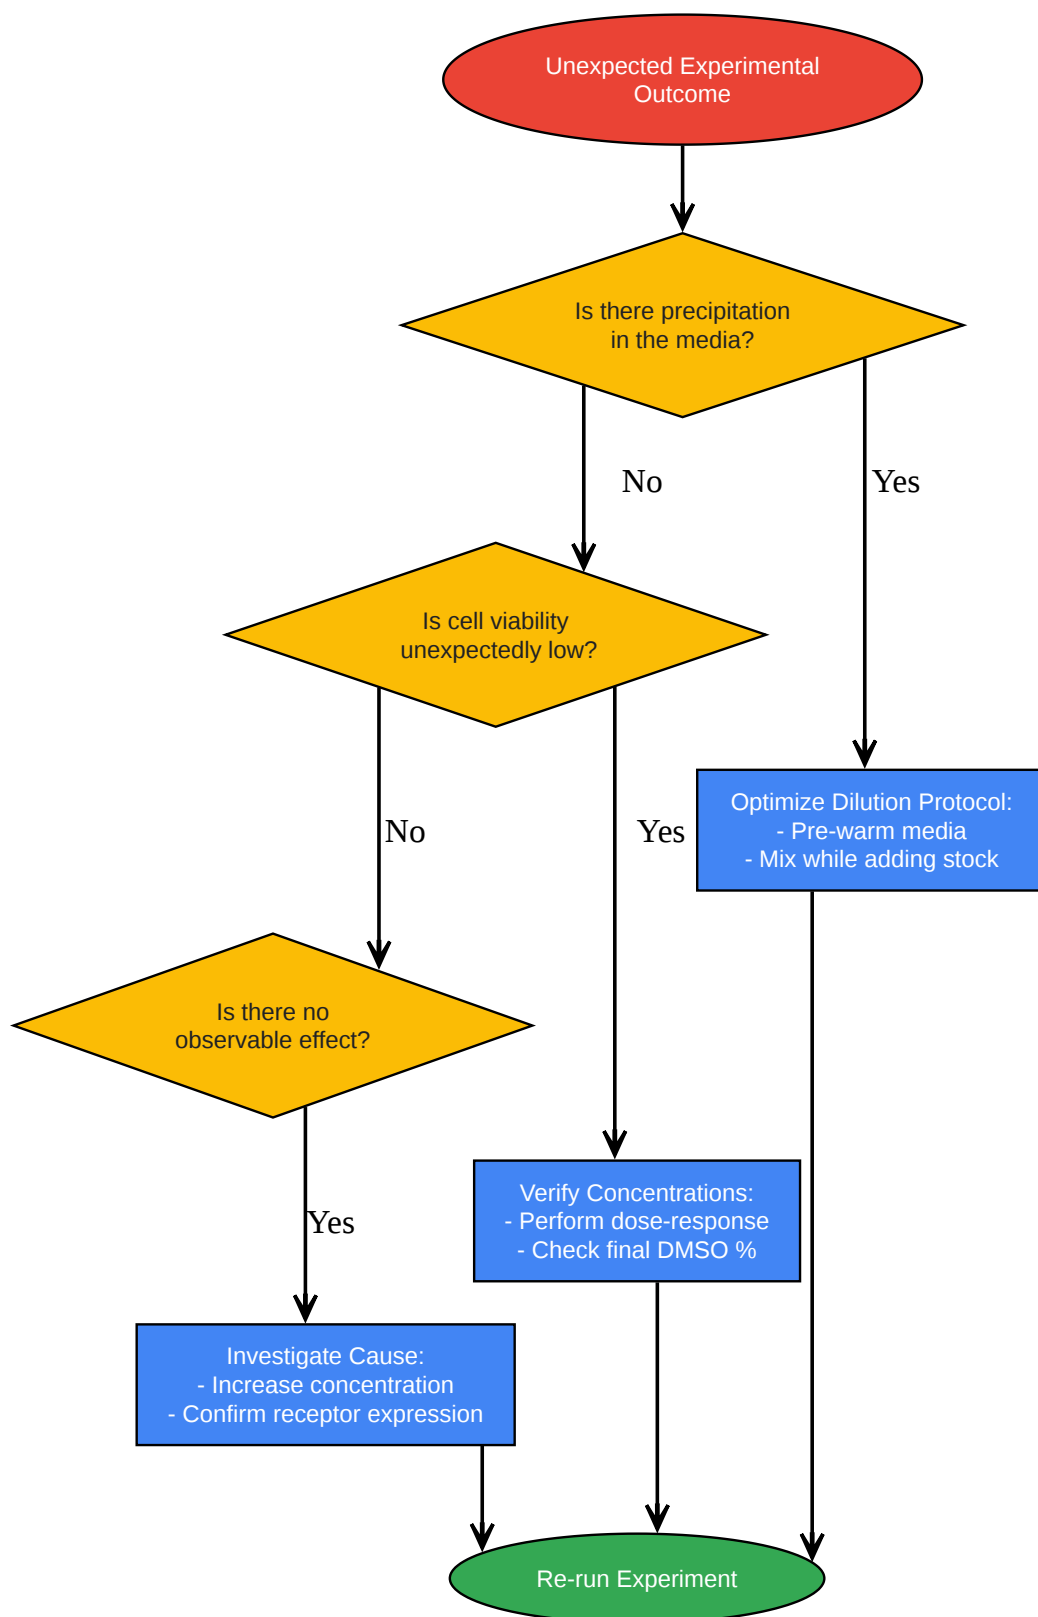 Unexpected Experimental
Outcome
Is there precipitation
in the media?
No
Yes
Is cell viability
unexpectedly low?
No
Yes
Optimize Dilution Protocol:
- Pre-warm media
- Mix while adding stock
Is there no
observable effect?
Yes
Verify Concentrations:
- Perform dose-response
- Check final DMSO %
Investigate Cause:
- Increase concentration
- Confirm receptor expression
Re-run Experiment